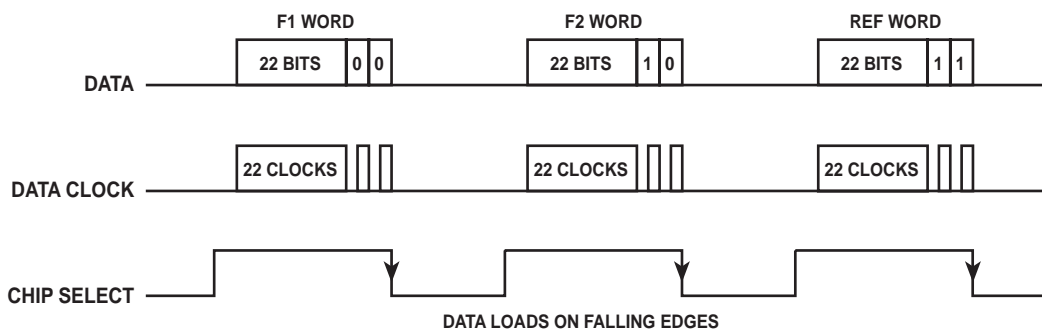 F1 WORD F2 WORD REF WORD
DATA 22 BITS 0 0 22 BITS 1 0 22 BITS 1 1
DATA CLOCK 22 CLOCKS 22 CLOCKS 22 CLOCKS
CHIP SELECT
DATA LOADS ON FALLING EDGES